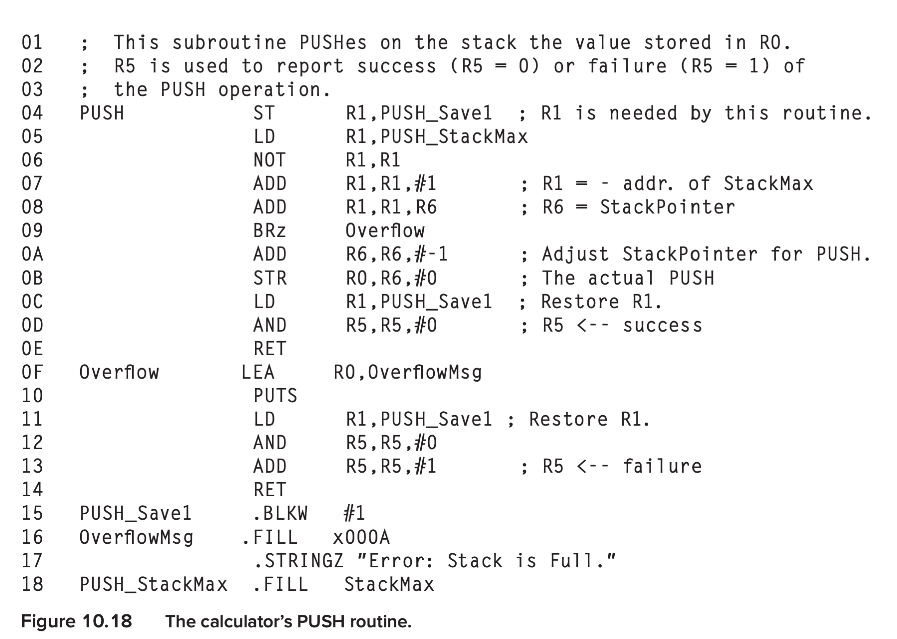 01 ; This subroutine PUSHes on the stack the value stored in R0.
02 ; R5 is used to report success (R5 = 0) or failure (R5 = 1) of
03 ; the PUSH operation.
04 PUSH ST R1,PUSH_Save1 ; R1 is needed by this routine.
05 LD R1,PUSH_StackMax
06 NOT R1,R1
07 ADD R1,R1,#1 ; R1 = - addr. of StackMax
08 ADD R1,R1,R6 ; R6 = StackPointer
09 BRz Overflow
0A ADD R6,R6,#-1 ; Adjust StackPointer for PUSH.
0B STR R0,R6,#0 ; The actual PUSH
0C LD R1,PUSH_Save1 ; Restore R1.
0D AND R5,R5,#0 ; R5 <-- success
0E RET
0F Overflow LEA R0,OverflowMsg
10 PUTS
11 LD R1,PUSH_Save1 ; Restore R1.
12 AND R5,R5,#0
13 ADD R5,R5,#1 ; R5 <-- failure
14 RET
15 PUSH_Save1 .BLKW #1
16 OverflowMsg .FILL x000A
17 .STRINGZ "Error: Stack is Full."
18 PUSH_StackMax .FILL StackMax
Figure 10.18 The calculator's PUSH routine.